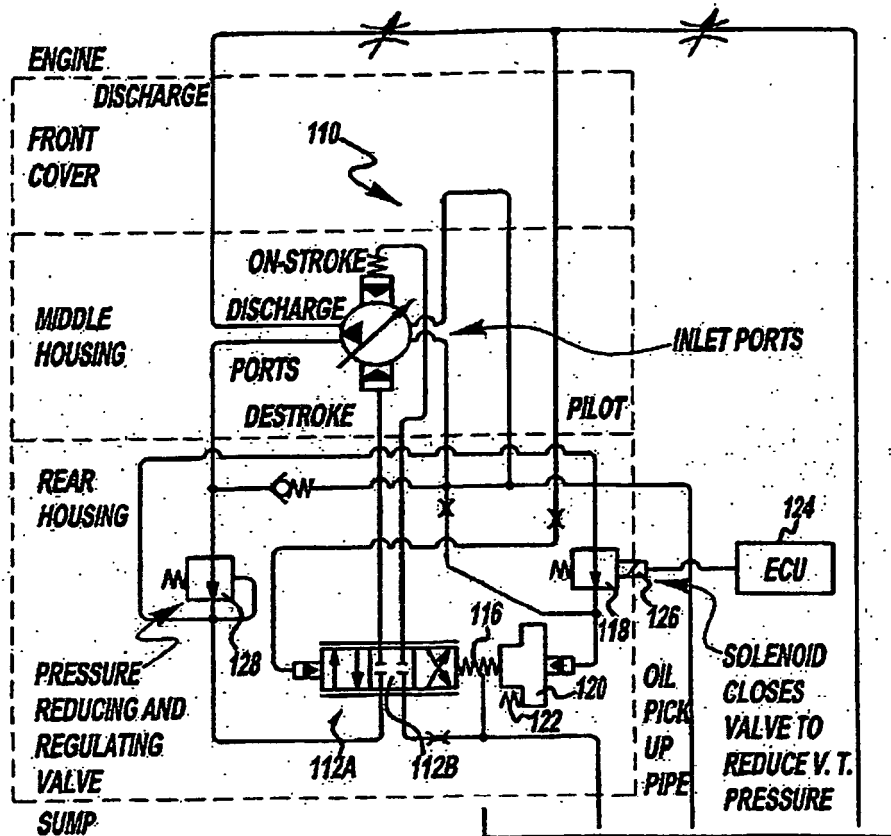 ENGINE
DISCHARGE
FRONT
COVER
110
ON-STROKE
DISCHARGE
MIDDLE
HOUSING
INLET PORTS
PORTS
DESTROKE
PILOT
REAR
HOUSING
124
ECU
116
118
126
128
120
122
PRESSURE
REDUCING AND
REGULATING
VALVE
112A
112B
OIL
PICK
UP
PIPE
SOLENOID
CLOSES
VALVE TO
REDUCE V. T.
PRESSURE
SUMP